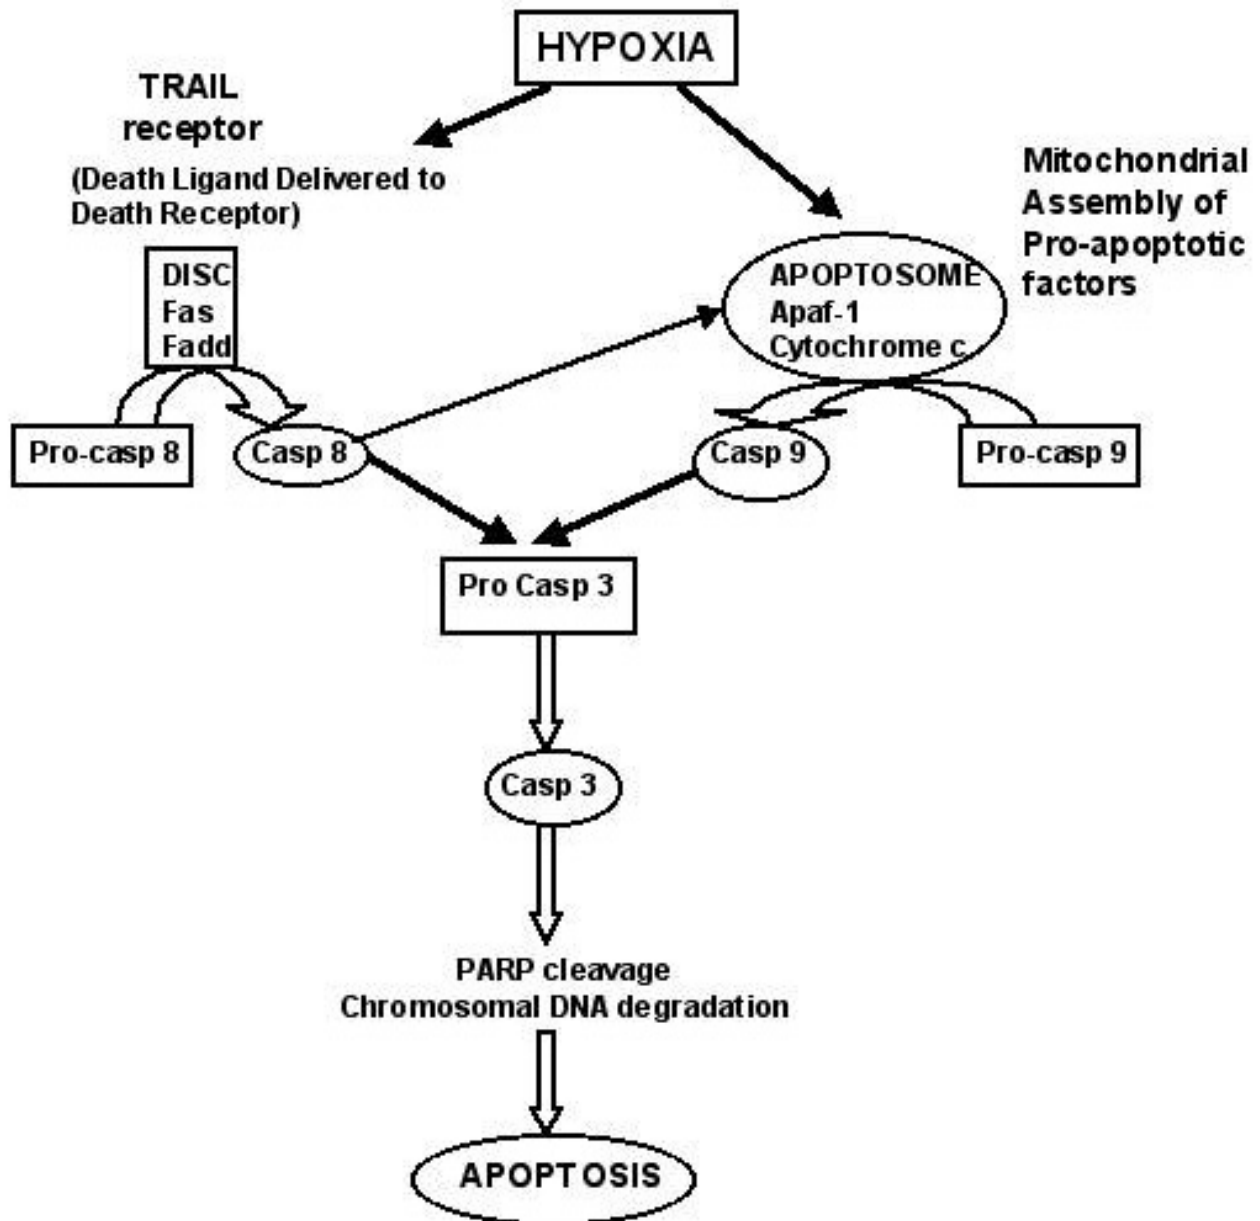 HYPOXIA
TRAIL
receptor
(Death Ligand Delivered to
Death Receptor)
Mitochondrial
Assembly of
Pro-apoptotic
factors
DISC
Fas
Fadd
APOPTOSOME
Apaf-1
Cytochrome c
Pro-casp 8
Casp 8
Casp 9
Pro-casp 9
Pro Casp 3
Casp 3
PARP cleavage
Chromosomal DNA degradation
APOPTOSIS